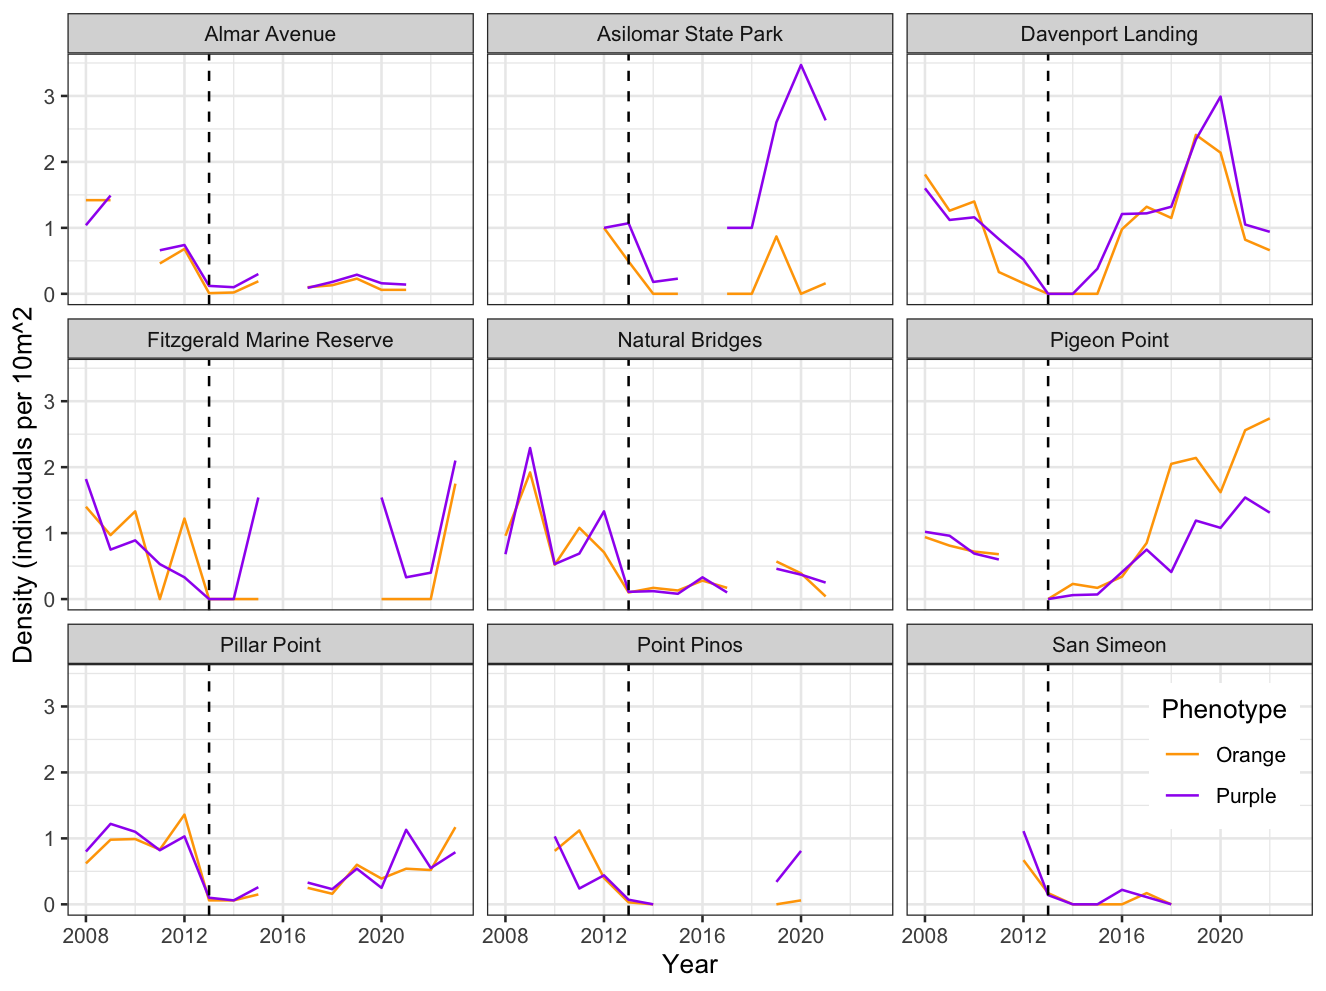 Almar Avenue
Asilomar State Park
Davenport Landing
3
2
1
0
Fitzgerald Marine Reserve
Natural Bridges
Pigeon Point
3
2
1
0
Pillar Point
Point Pinos
San Simeon
3
2
1
0
Phenotype
Orange
Purple
2008 2012 2016 2020
2008 2012 2016 2020
2008 2012 2016 2020
Year
Density (individuals per 10m^2